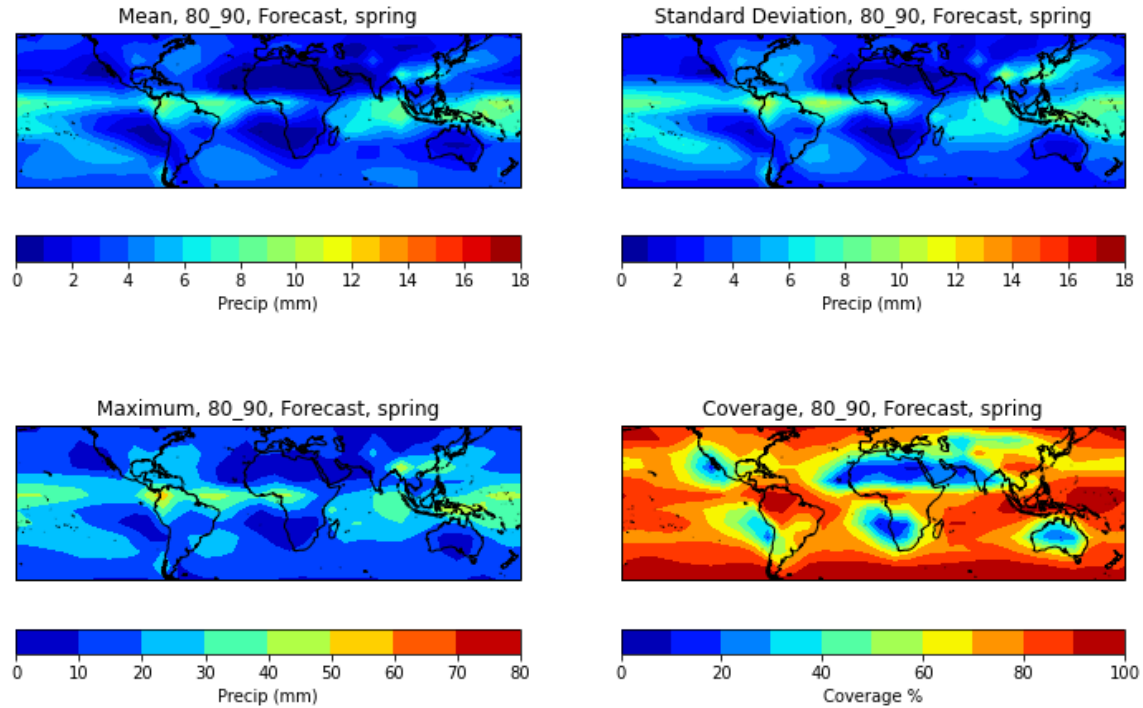 Mean, 80_90, Forecast, spring
Standard Deviation, 80_90, Forecast, spring
0 2 4 6 8 10 12 14 16 18
Precip (mm)
0 2 4 6 8 10 12 14 16 18
Precip (mm)
Maximum, 80_90, Forecast, spring
Coverage, 80_90, Forecast, spring
0 10 20 30 40 50 60 70 80
Precip (mm)
0 20 40 60 80 100
Coverage %